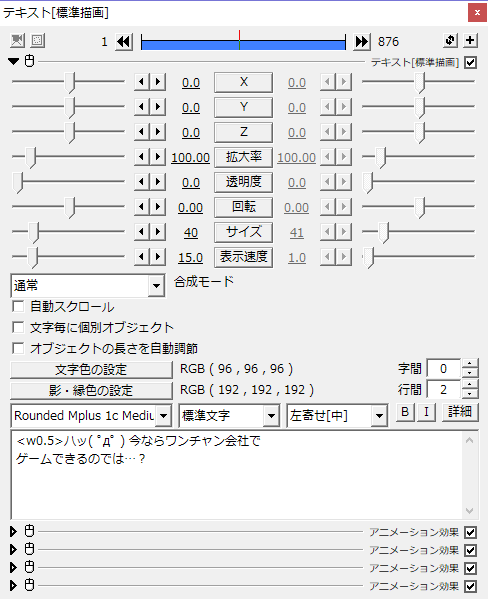 テキスト[標準描画]
1 876
テキスト[標準描画]
0.0 X 0.0
0.0 Y 0.0
0.0 Z 0.0
100.00 拡大率 100.00
0.0 透明度 0.0
0.00 回転 0.00
40 サイズ 41
15.0 表示速度 1.0
通常 合成モード
自動スクロール
文字毎に個別オブジェクト
オブジェクトの長さを自動調節
文字色の設定 RGB ( 96 , 96 , 96 ) 字間 0
影・縁色の設定 RGB ( 192 , 192 , 192 ) 行間 2
Rounded Mplus 1c Mediu 標準文字 左寄せ[中] B I 詳細
<w0.5>ハッ( ﾟдﾟ ) 今ならワンチャン会社で
ゲームできるのでは…？
アニメーション効果
アニメーション効果
アニメーション効果
アニメーション効果